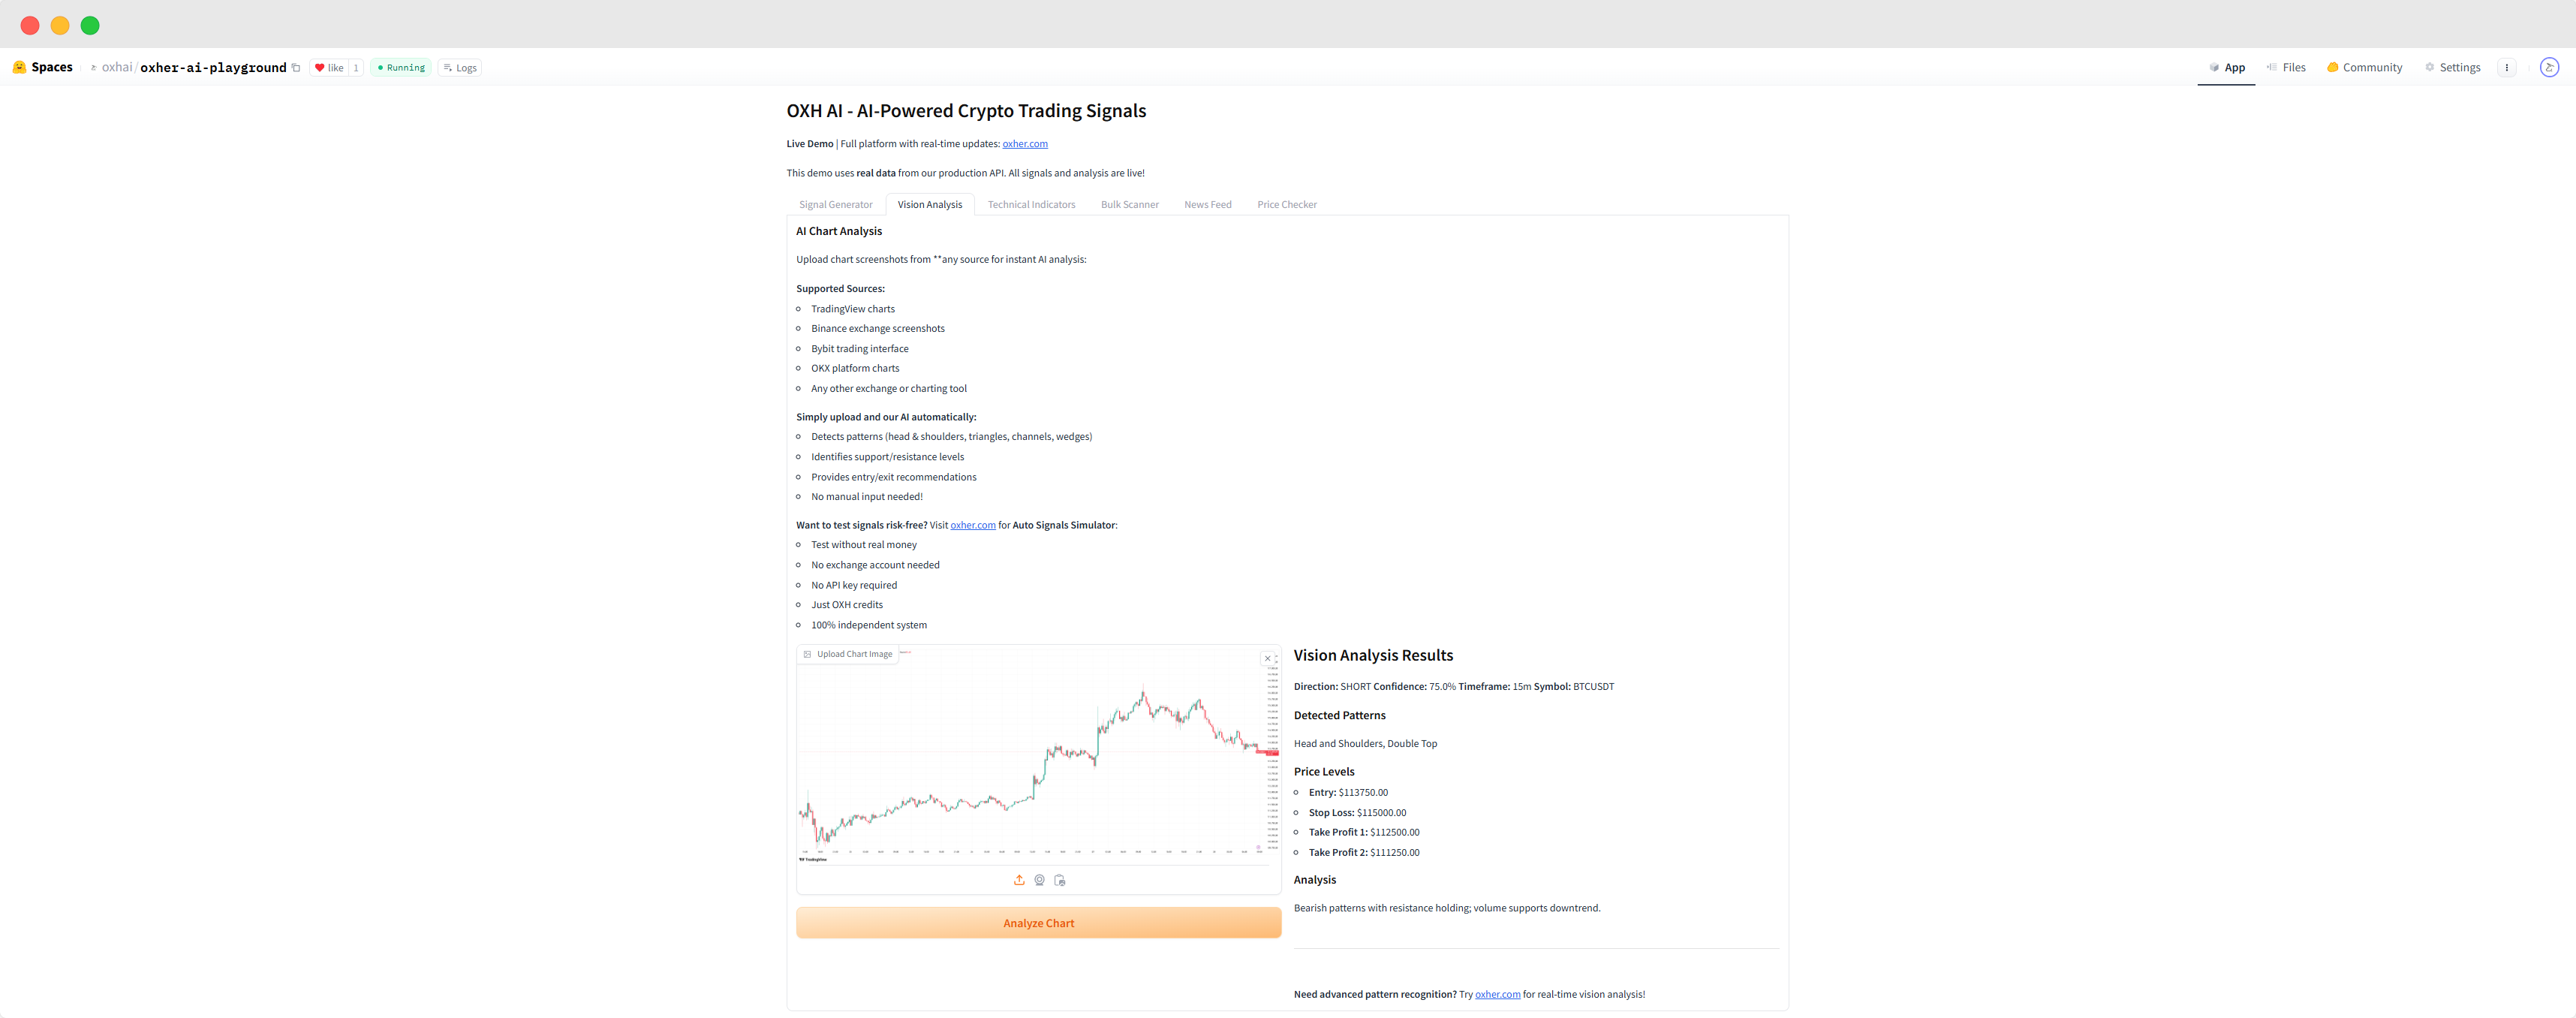 Spaces oxhai/oxher-ai-playground like 1 Running Logs App Files Community Settings
OXH AI - AI-Powered Crypto Trading Signals
Live Demo | Full platform with real-time updates: oxher.com
This demo uses real data from our production API. All signals and analysis are live!
Signal Generator Vision Analysis Technical Indicators Bulk Scanner News Feed Price Checker
AI Chart Analysis
Upload chart screenshots from **any source for instant AI analysis:
Supported Sources:
TradingView charts
Binance exchange screenshots
Bybit trading interface
OKX platform charts
Any other exchange or charting tool
Simply upload and our AI automatically:
Detects patterns (head & shoulders, triangles, channels, wedges)
Identifies support/resistance levels
Provides entry/exit recommendations
No manual input needed!
Want to test signals risk-free? Visit oxher.com for Auto Signals Simulator:
Test without real money
No exchange account needed
No API key required
Just OXH credits
100% independent system
Upload Chart Image
TradingView
Analyze Chart
Vision Analysis Results
Direction: SHORT Confidence: 75.0% Timeframe: 15m Symbol: BTCUSDT
Detected Patterns
Head and Shoulders, Double Top
Price Levels
Entry: $113750.00
Stop Loss: $115000.00
Take Profit 1: $112500.00
Take Profit 2: $111250.00
Analysis
Bearish patterns with resistance holding; volume supports downtrend.
Need advanced pattern recognition? Try oxher.com for real-time vision analysis!